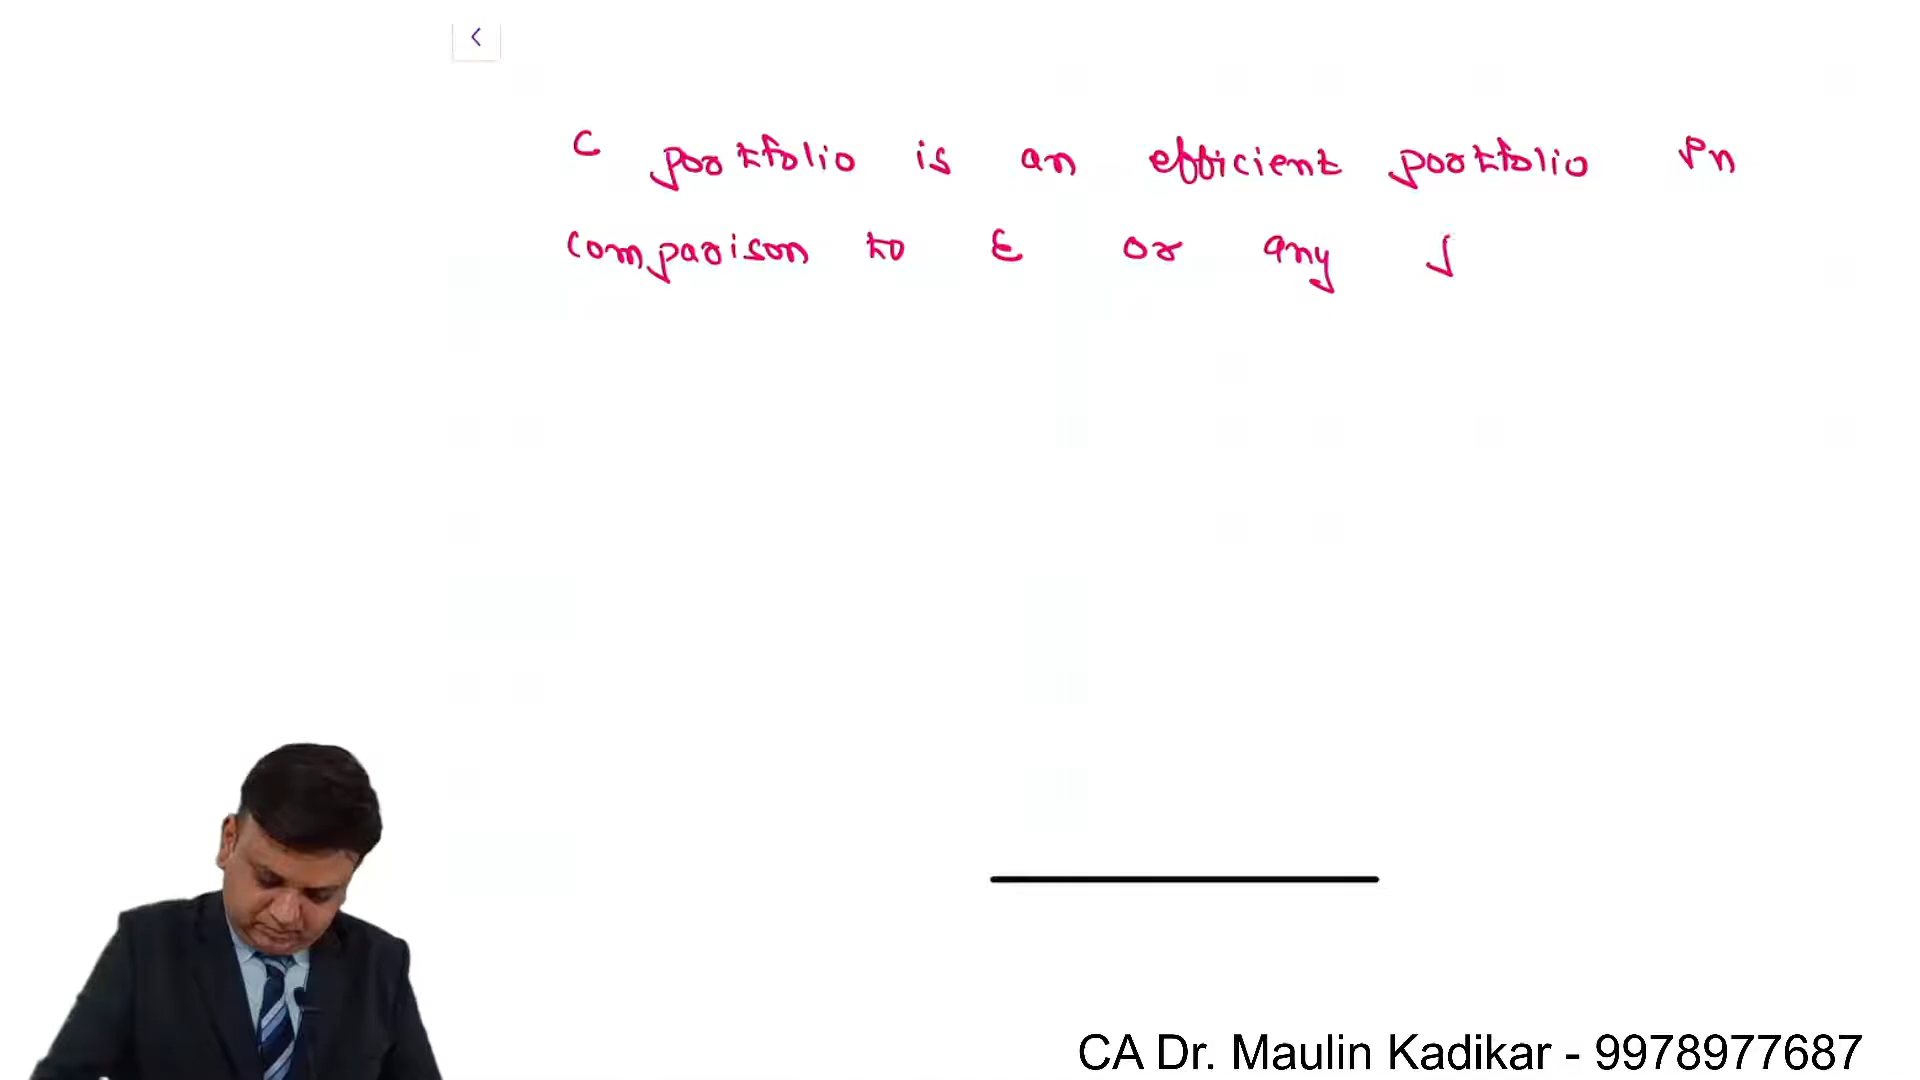 C portfolio is an efficient portfolio in
comparison to E or any
CA Dr. Maulin Kadikar - 9978977687